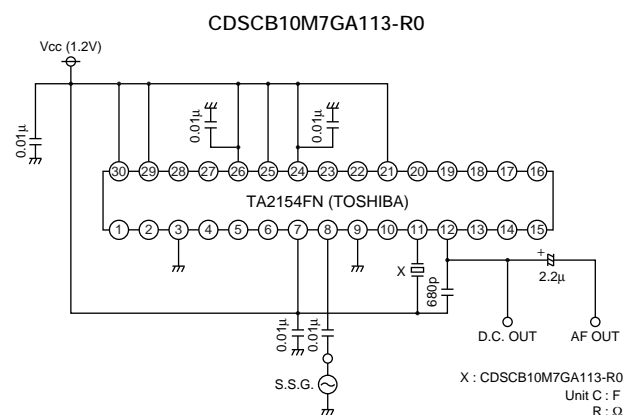 CDSCB10M7GA113-R0
Vcc (1.2V)
0.01μ
0.01μ
0.01μ
30 29 28 27 26 25 24 23 22 21 20 19 18 17 16
TA2154FN (TOSHIBA)
1 2 3 4 5 6 7 8 9 10 11 12 13 14 15
X
680p
+
2.2μ
0.01μ
0.01μ
D.C. OUT
AF OUT
S.S.G.
X : CDSCB10M7GA113-R0
Unit C : F
R : Ω